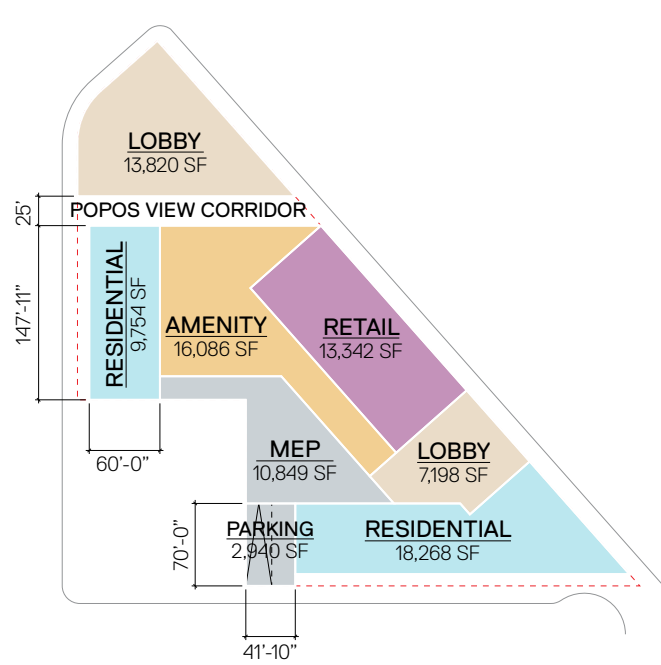 LOBBY
13,820 SF
25'
POPOS VIEW CORRIDOR
147'-11"
RESIDENTIAL
9,754 SF
AMENITY
16,086 SF
RETAIL
13,342 SF
60'-0"
MEP
10,849 SF
LOBBY
7,198 SF
70'-0"
PARKING
2,940 SF
RESIDENTIAL
18,268 SF
41'-10"